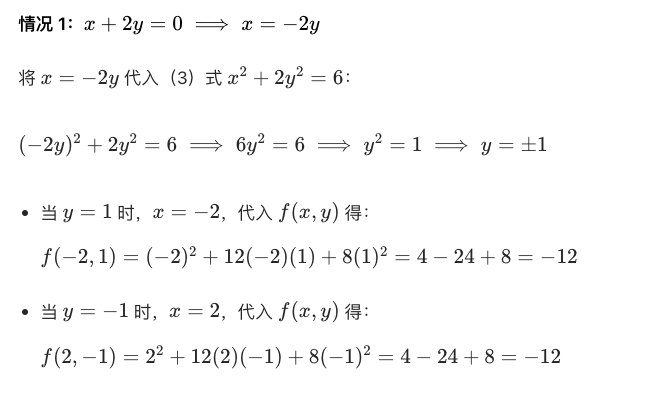 情况 1: x + 2y = 0 ⟹ x = −2y
将 x = −2y 代入（3）式 x² + 2y² = 6:
(−2y)² + 2y² = 6 ⟹ 6y² = 6 ⟹ y² = 1 ⟹ y = ±1
• 当 y = 1 时，x = −2，代入 f(x, y) 得:
f(−2, 1) = (−2)² + 12(−2)(1) + 8(1)² = 4 − 24 + 8 = −12
• 当 y = −1 时，x = 2，代入 f(x, y) 得:
f(2, −1) = 2² + 12(2)(−1) + 8(−1)² = 4 − 24 + 8 = −12